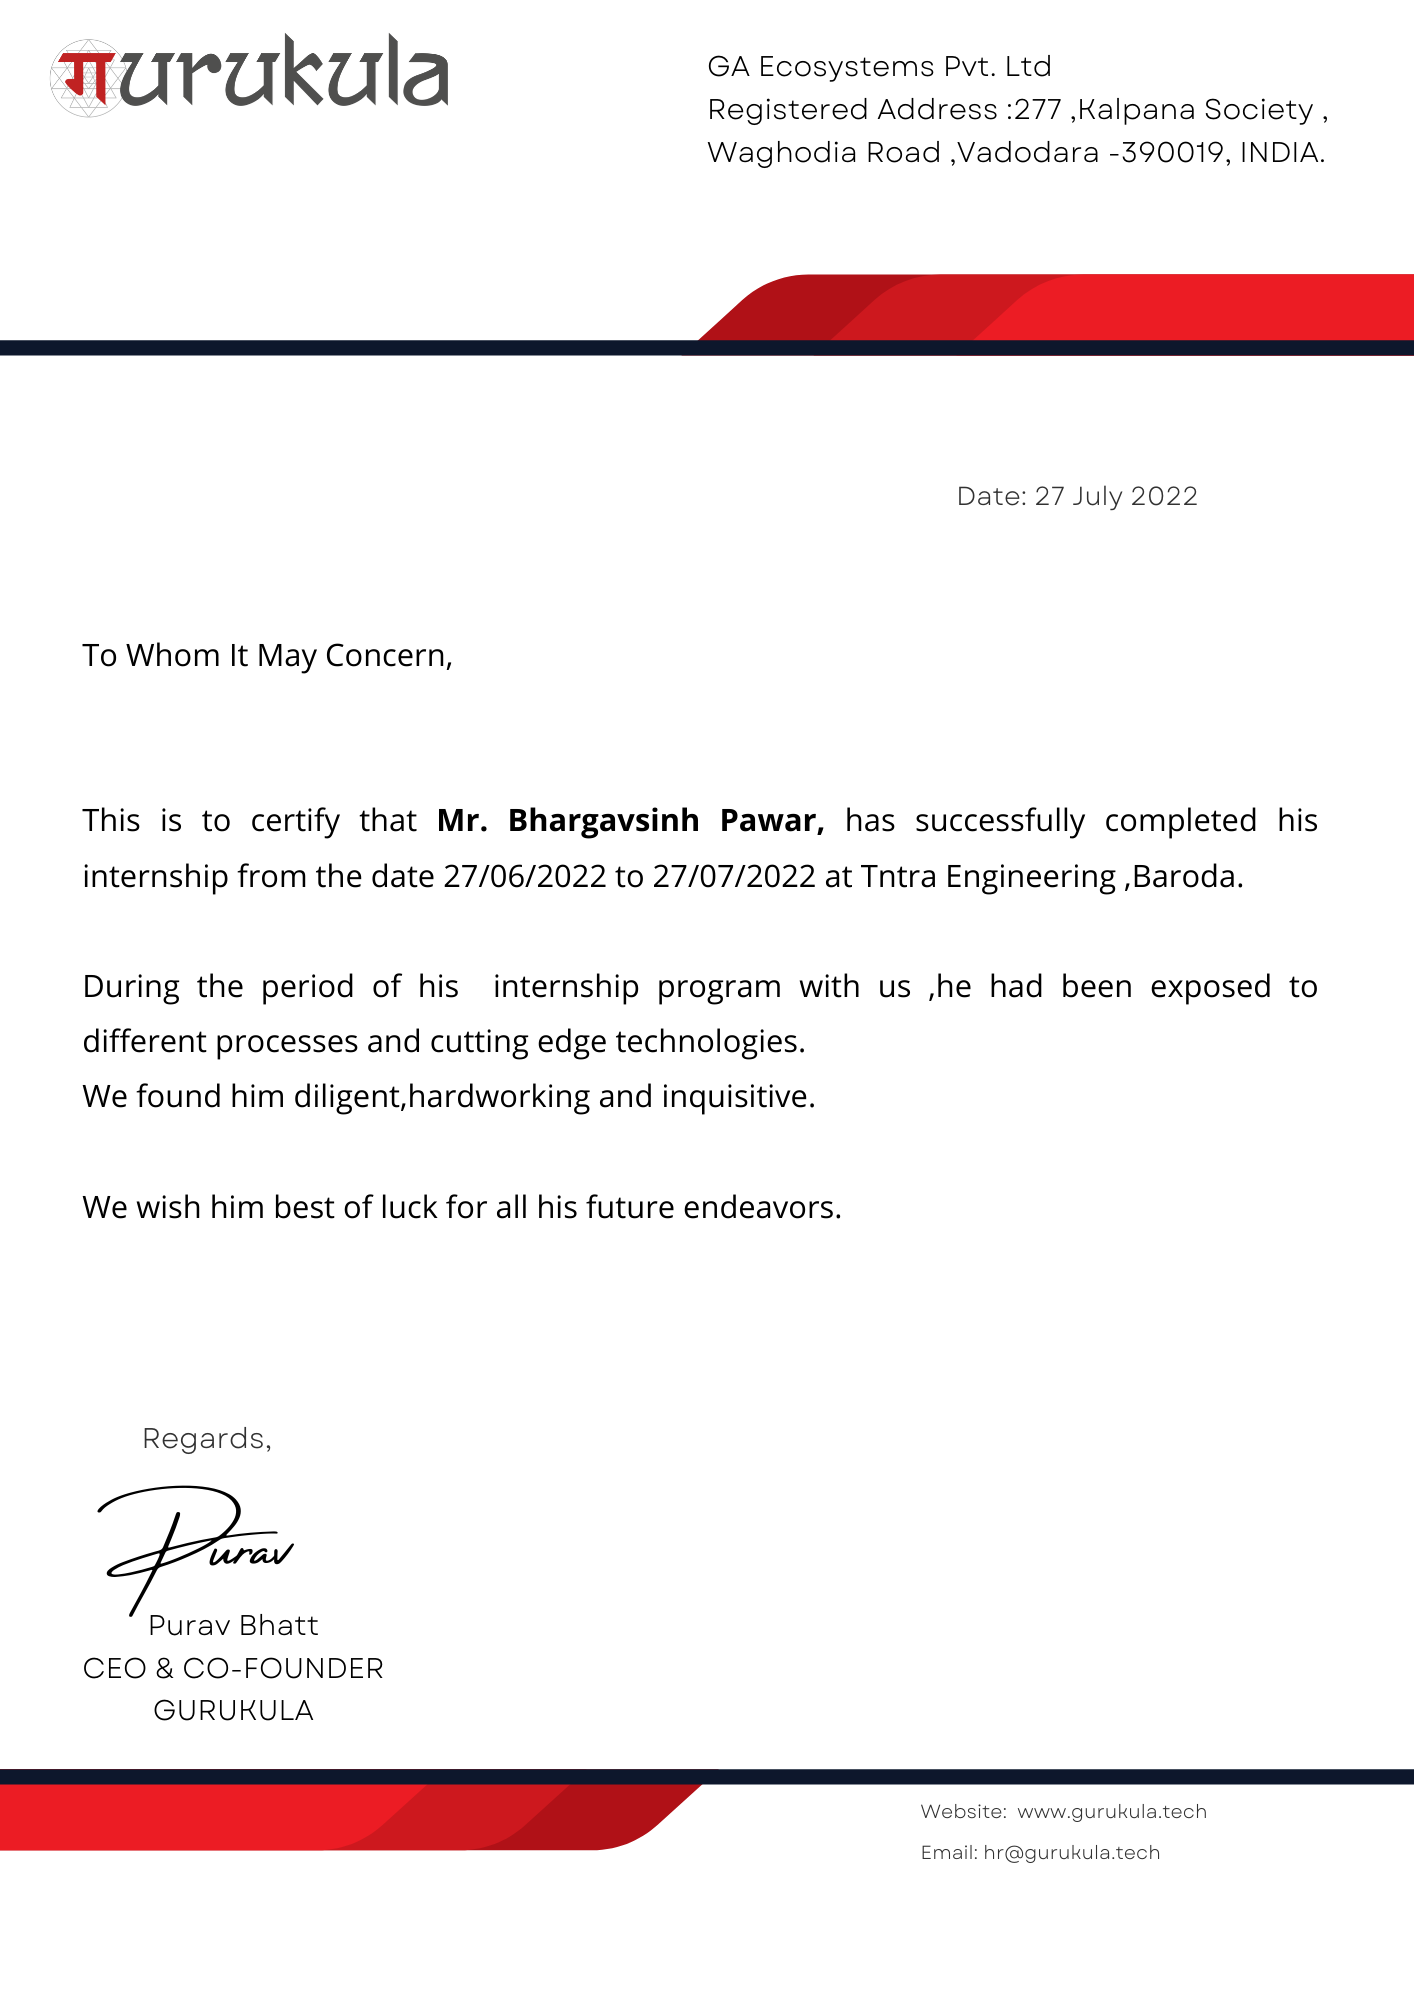 गurukula
GA Ecosystems Pvt. Ltd
Registered Address :277 ,Kalpana Society ,
Waghodia Road ,Vadodara -390019, INDIA.
Date: 27 July 2022
To Whom It May Concern,
This is to certify that Mr. Bhargavsinh Pawar, has successfully completed his
internship from the date 27/06/2022 to 27/07/2022 at Tntra Engineering ,Baroda.
During the period of his  internship program with us ,he had been exposed to
different processes and cutting edge technologies.
We found him diligent,hardworking and inquisitive.
We wish him best of luck for all his future endeavors.
Regards,
Purav
Purav Bhatt
CEO & CO-FOUNDER
GURUKULA
Website:  www.gurukula.tech
Email: hr@gurukula.tech